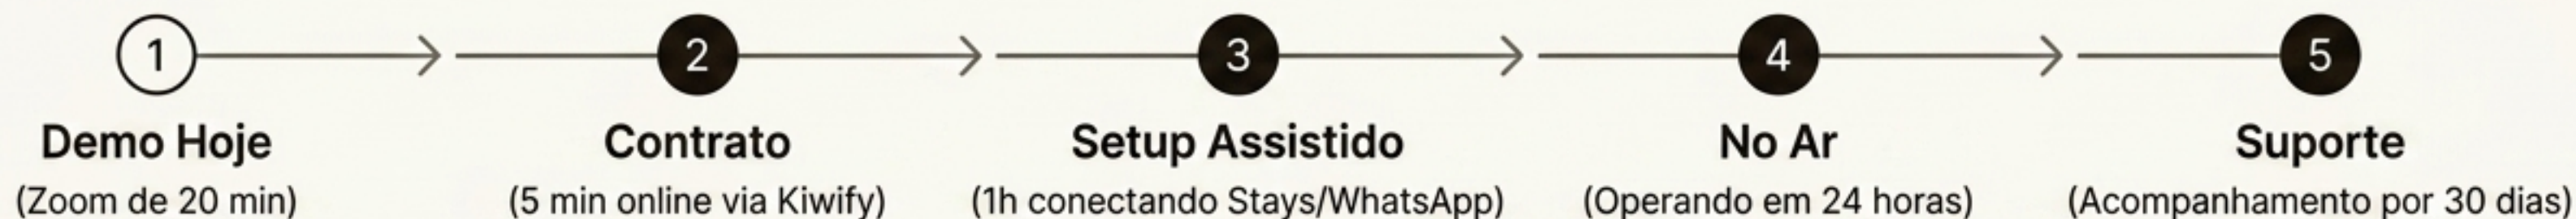 1
2
3
4
5
Demo Hoje
(Zoom de 20 min)
Contrato
(5 min online via Kiwify)
Setup Assistido
(1h conectando Stays/WhatsApp)
No Ar
(Operando em 24 horas)
Suporte
(Acompanhamento por 30 dias)